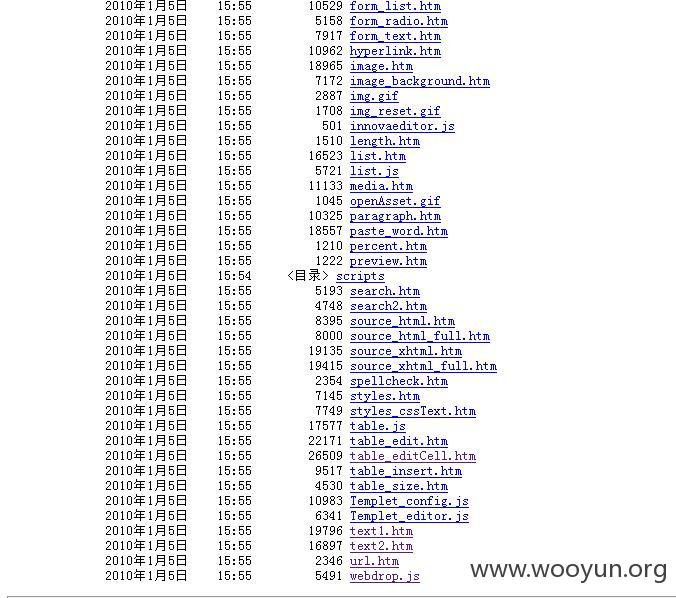 2010年1月5日 15:55 10529 form_list.htm
2010年1月5日 15:55 5158 form_radio.htm
2010年1月5日 15:55 7917 form_text.htm
2010年1月5日 15:55 10962 hyperlink.htm
2010年1月5日 15:55 18965 image.htm
2010年1月5日 15:55 7172 image_background.htm
2010年1月5日 15:55 2887 img.gif
2010年1月5日 15:55 1708 img_reset.gif
2010年1月5日 15:55 501 innovaeditor.js
2010年1月5日 15:55 1510 length.htm
2010年1月5日 15:55 16523 list.htm
2010年1月5日 15:55 5721 list.js
2010年1月5日 15:55 11133 media.htm
2010年1月5日 15:55 1045 openAsset.gif
2010年1月5日 15:55 10325 paragraph.htm
2010年1月5日 15:55 18557 paste_word.htm
2010年1月5日 15:55 1210 percent.htm
2010年1月5日 15:55 1222 preview.htm
2010年1月5日 15:54 <目录> scripts
2010年1月5日 15:55 5193 search.htm
2010年1月5日 15:55 4748 search2.htm
2010年1月5日 15:55 8395 source_html.htm
2010年1月5日 15:55 8000 source_html_full.htm
2010年1月5日 15:55 19135 source_xhtml.htm
2010年1月5日 15:55 19415 source_xhtml_full.htm
2010年1月5日 15:55 2354 spellcheck.htm
2010年1月5日 15:55 7145 styles.htm
2010年1月5日 15:55 7749 styles_cssText.htm
2010年1月5日 15:55 17577 table.js
2010年1月5日 15:55 22171 table_edit.htm
2010年1月5日 15:55 26509 table_editCell.htm
2010年1月5日 15:55 9517 table_insert.htm
2010年1月5日 15:55 4530 table_size.htm
2010年1月5日 15:55 10983 Templet_config.js
2010年1月5日 15:55 6341 Templet_editor.js
2010年1月5日 15:55 19796 text1.htm
2010年1月5日 15:55 16897 text2.htm
2010年1月5日 15:55 2346 url.htm
2010年1月5日 15:55 5491 webdrop.js
www.wooyun.org